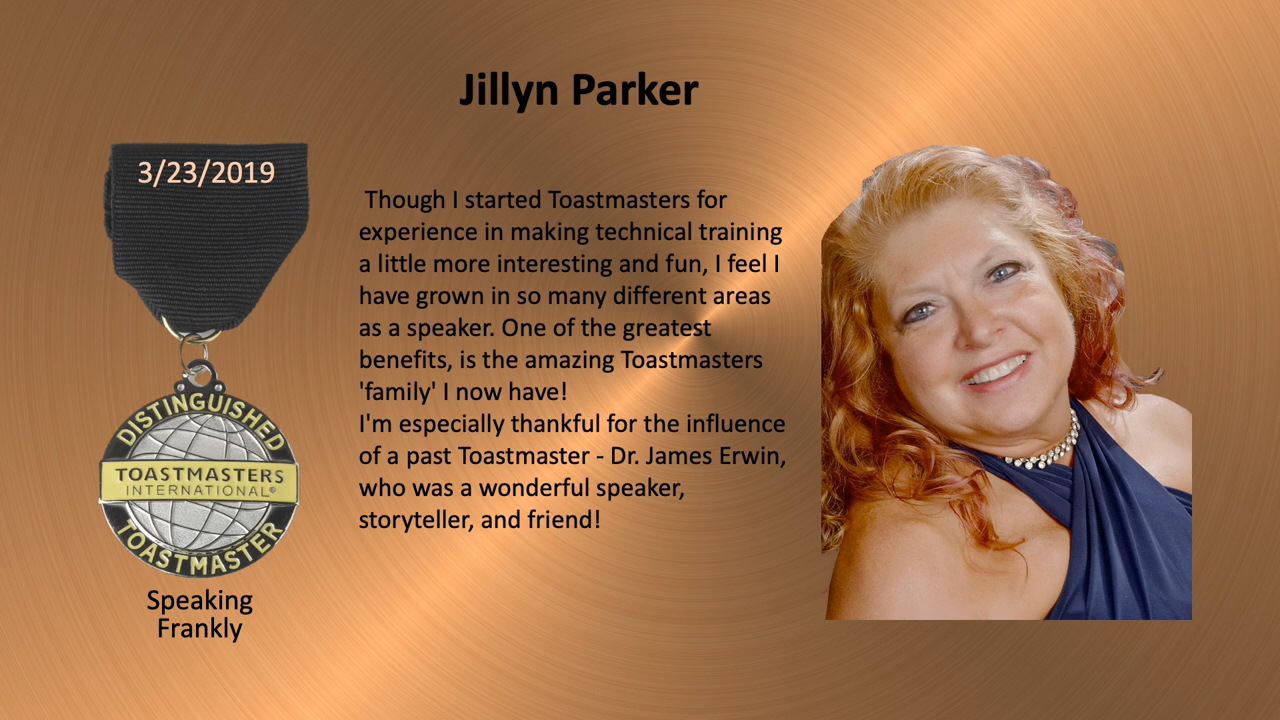 Jillyn Parker
3/23/2019
Though I started Toastmasters for
experience in making technical training
a little more interesting and fun, I feel I
have grown in so many different areas
as a speaker. One of the greatest
benefits, is the amazing Toastmasters
'family' I now have!
I'm especially thankful for the influence
of a past Toastmaster - Dr. James Erwin,
who was a wonderful speaker,
storyteller, and friend!
DISTINGUISHED
TOASTMASTERS
INTERNATIONAL®
TOASTMASTER
Speaking
Frankly